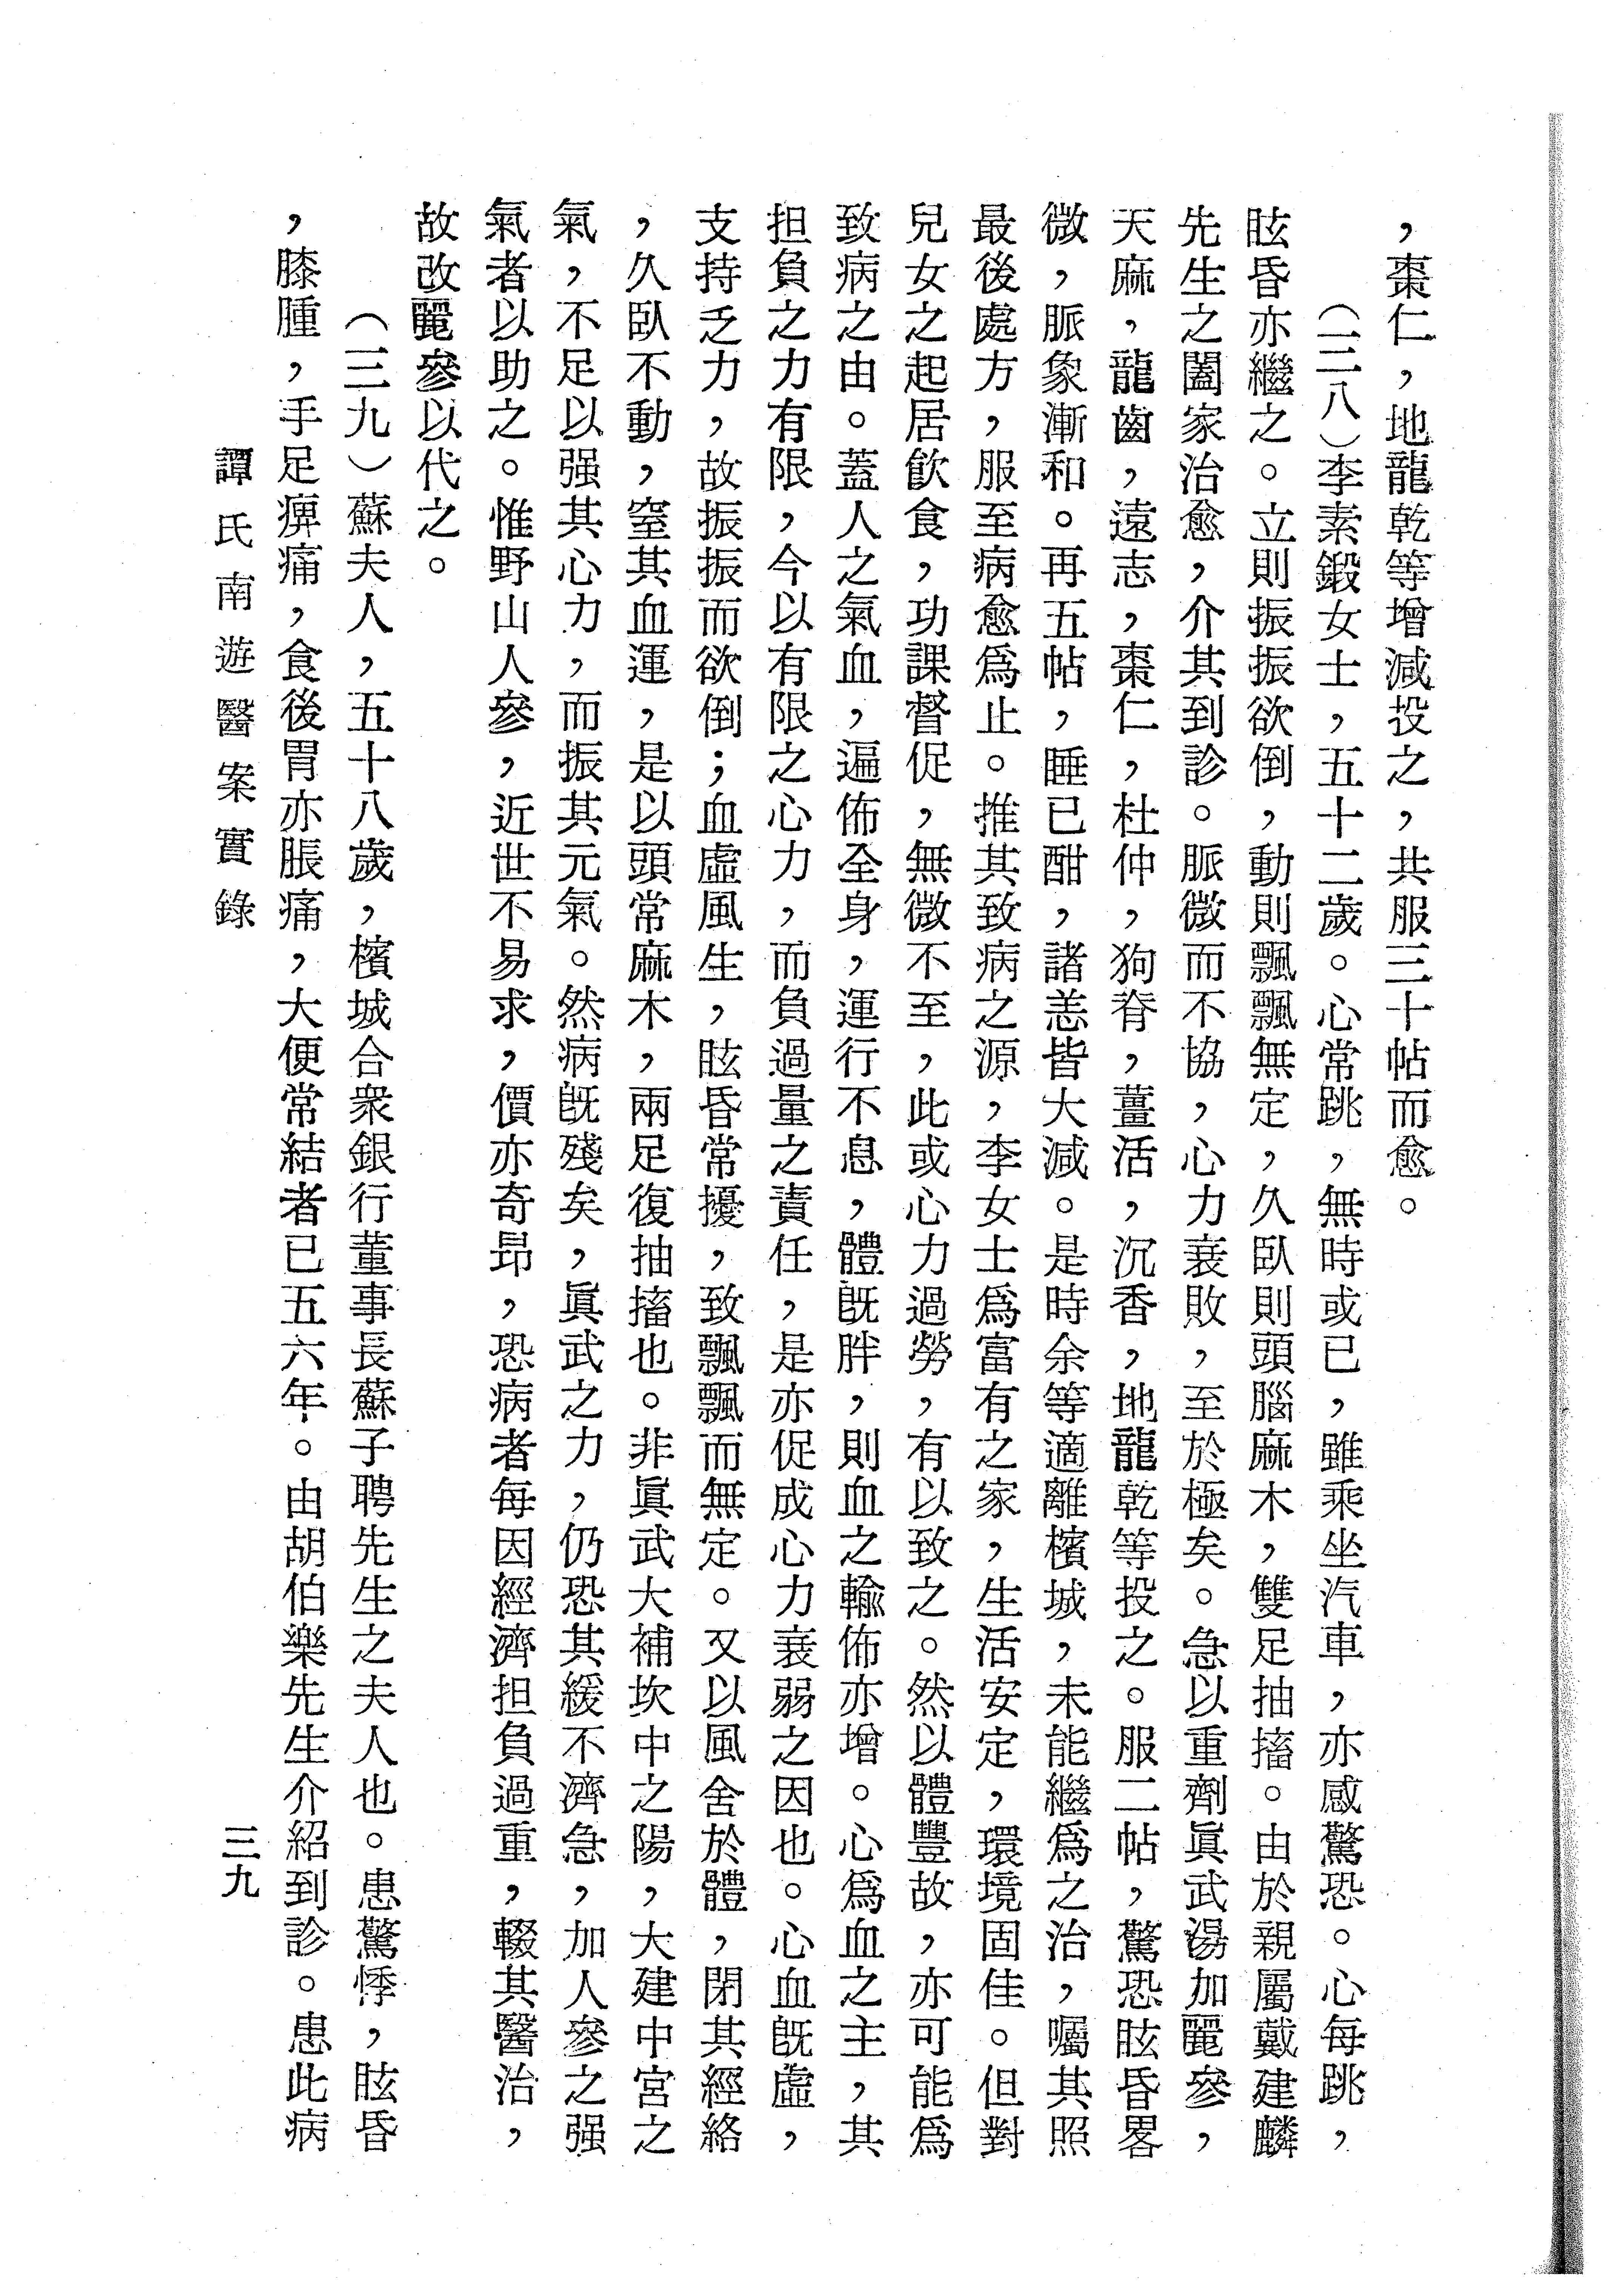 ，棗仁，地龍乾等增減投之，共服三十帖而愈。
（三八）李素鍛女士，五十二歲。心常跳，無時或已，雖乘坐汽車，亦感驚恐。心每跳，
眩昏亦繼之。立則振振欲倒，動則飄飄無定，久臥則頭腦麻木，雙足抽搐。由於親屬戴建麟
先生之闔家治愈，介其到診。脈微而不協，心力衰敗，至於極矣。急以重劑眞武湯加麗參，
天麻，龍齒，遠志，棗仁，杜仲，狗脊，薑活，沉香，地龍乾等投之。服二帖，驚恐眩昏畧
微，脈象漸和。再五帖，睡已酣，諸恙皆大減。是時余等適離檳城，未能繼爲之治，囑其照
最後處方，服至病愈爲止。推其致病之源，李女士爲富有之家，生活安定，環境固佳。但對
兒女之起居飲食，功課督促，無微不至，此或心力過勞，有以致之。然以體豐故，亦可能爲
致病之由。蓋人之氣血，遍佈全身，運行不息，體旣胖，則血之輸佈亦增。心爲血之主，其
担負之力有限，今以有限之心力，而負過量之責任，是亦促成心力衰弱之因也。心血旣虛，
支持乏力，故振振而欲倒；血虛風生，眩昏常擾，致飄飄而無定。又以風舍於體，閉其經絡
，久臥不動，窒其血運，是以頭常麻木，兩足復抽搐也。非眞武大補坎中之陽，大建中宮之
氣，不足以强其心力，而振其元氣。然病旣殘矣，眞武之力，仍恐其緩不濟急，加人參之强
氣者以助之。惟野山人參，近世不易求，價亦奇昂，恐病者每因經濟担負過重，輟其醫治，
故改麗參以代之。
（三九）蘇夫人，五十八歲，檳城合衆銀行董事長蘇子聘先生之夫人也。患驚悸，眩昏
，膝腫，手足痹痛，食後胃亦脹痛，大便常結者已五六年。由胡伯樂先生介紹到診。患此病
譚氏南遊醫案實錄
三九